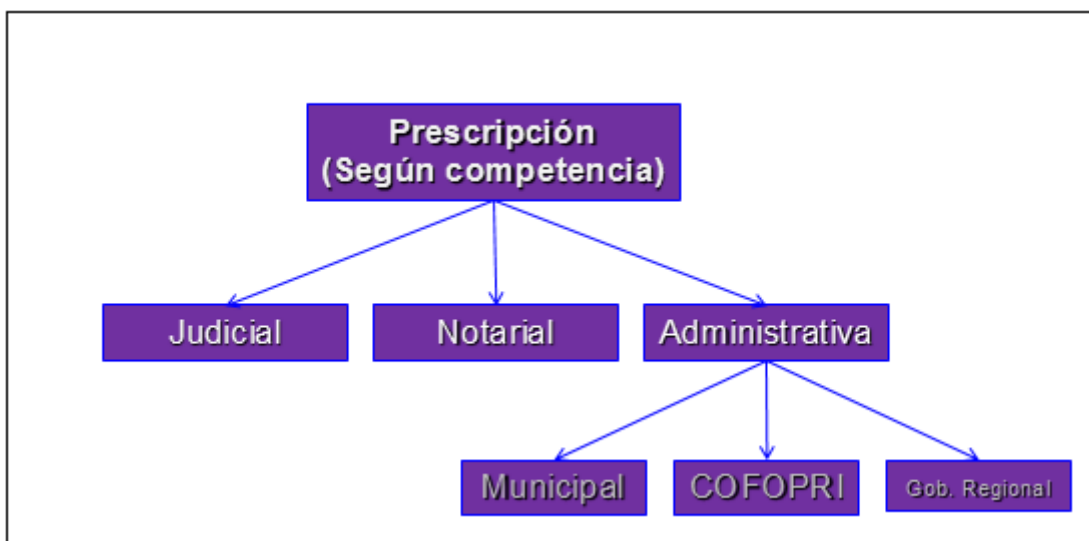 Prescripción
(Según competencia)
Judicial
Notarial
Administrativa
Municipal
COFOPRI
Gob. Regional